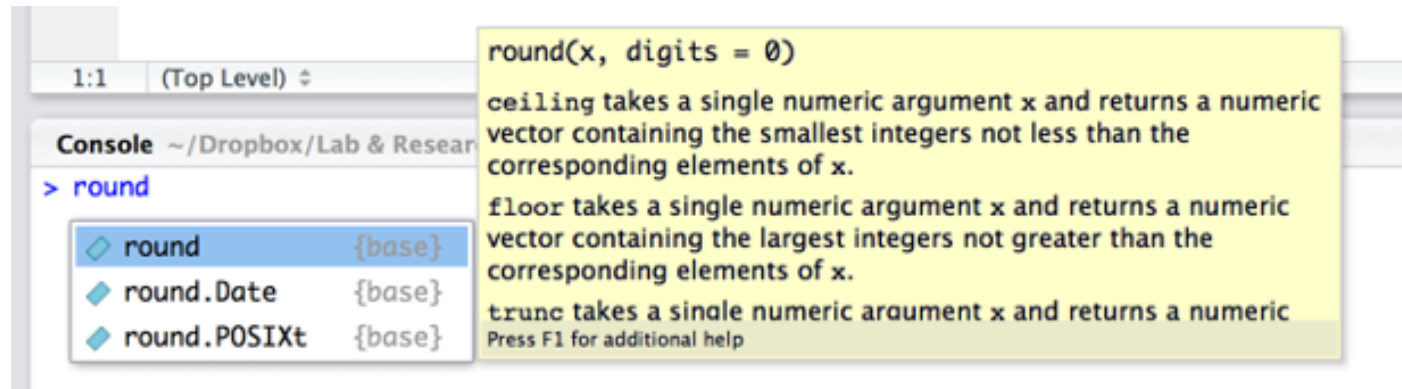 1:1 (Top Level)
Console ~/Dropbox/Lab & Resear
> round
round {base}
round.Date {base}
round.POSIXt {base}
round(x, digits = 0)
ceiling takes a single numeric argument x and returns a numeric
vector containing the smallest integers not less than the
corresponding elements of x.
floor takes a single numeric argument x and returns a numeric
vector containing the largest integers not greater than the
corresponding elements of x.
trunc takes a single numeric argument x and returns a numeric
Press F1 for additional help